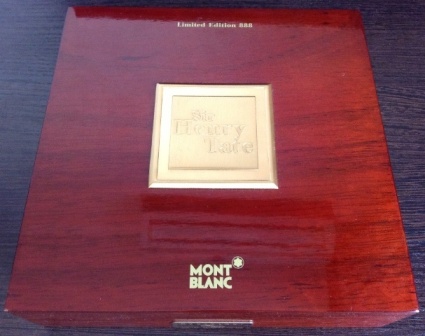 Limited Edition 888
Sir
Henry
Tate
MONT
BLANC